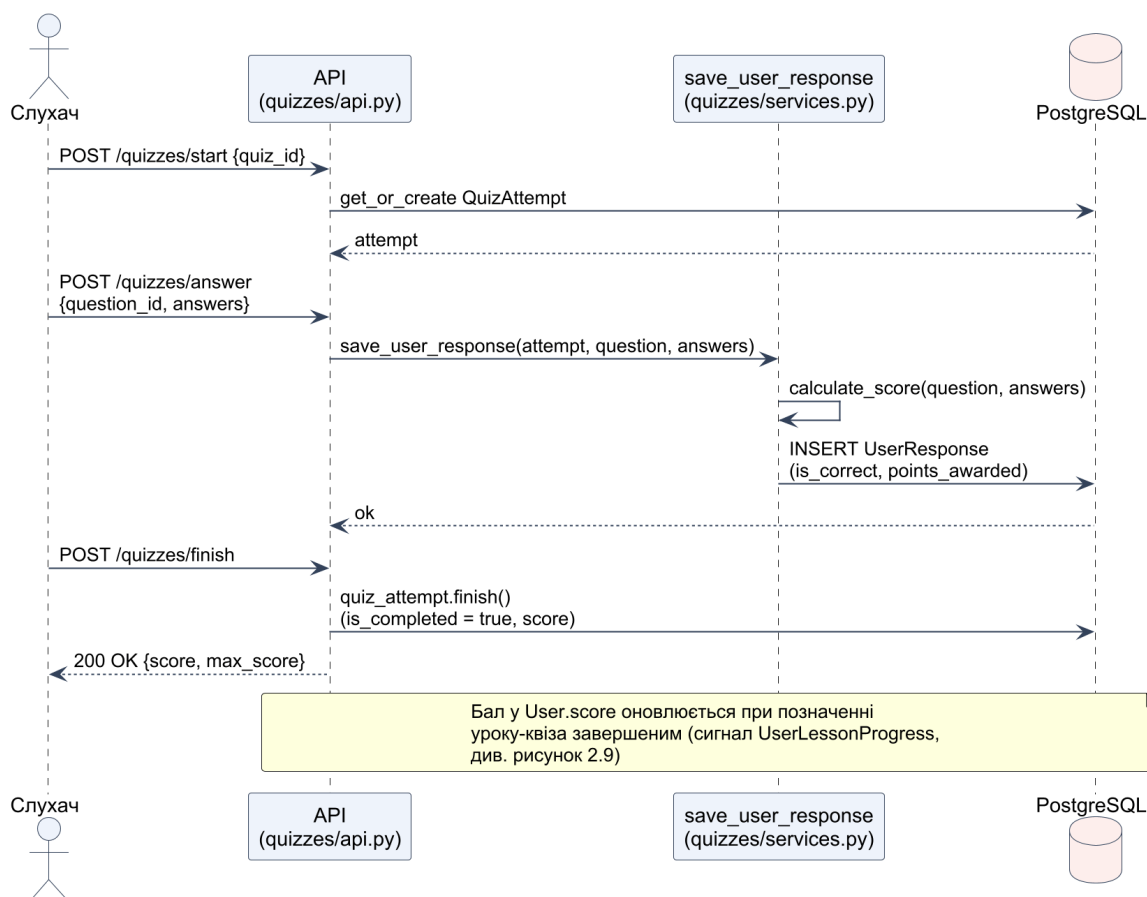 Слухач
API
(quizzes/api.py)
save_user_response
(quizzes/services.py)
PostgreSQL
POST /quizzes/start {quiz_id}
get_or_create QuizAttempt
attempt
POST /quizzes/answer
{question_id, answers}
save_user_response(attempt, question, answers)
calculate_score(question, answers)
INSERT UserResponse
(is_correct, points_awarded)
ok
POST /quizzes/finish
quiz_attempt.finish()
(is_completed = true, score)
200 OK {score, max_score}
Бал у User.score оновлюється при позначенні
уроку-квіза завершеним (сигнал UserLessonProgress,
див. рисунок 2.9)
Слухач
API
(quizzes/api.py)
save_user_response
(quizzes/services.py)
PostgreSQL